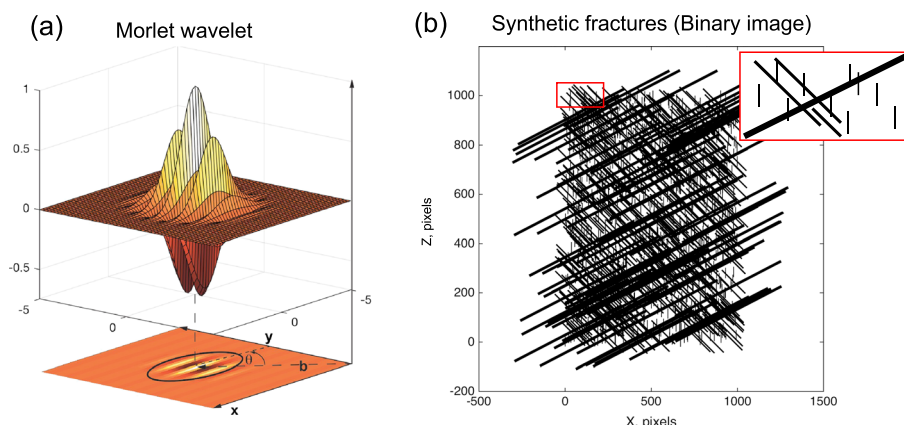 (a) Morlet wavelet
1
0.5
0
-0.5
-5
0
5
0
-5
y
θ
b
x
(b) Synthetic fractures (Binary image)
Z, pixels
1000
800
600
400
200
0
-200
-500 0 500 1000 1500
X, pixels